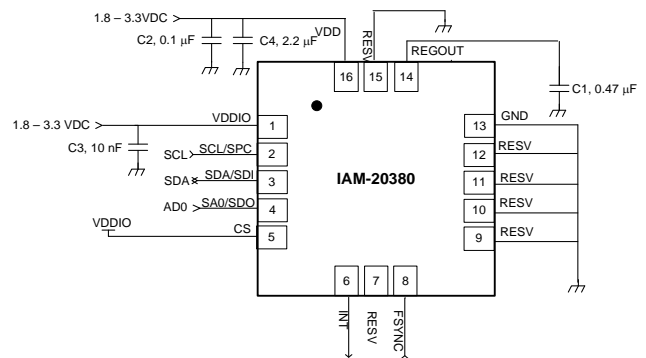 1.8 – 3.3VDC
C2, 0.1 µF
C4, 2.2 µF
VDD
RESV
REGOUT
C1, 0.47 µF
16
15
14
1.8 – 3.3 VDC
C3, 10 nF
VDDIO
1
13
GND
SCL
SCL/SPC
2
12
RESV
SDA
SDA/SDI
3
IAM-20380
11
RESV
AD0
SA0/SDO
4
10
RESV
VDDIO
CS
5
9
RESV
6
7
8
INT
RESV
FSYNC